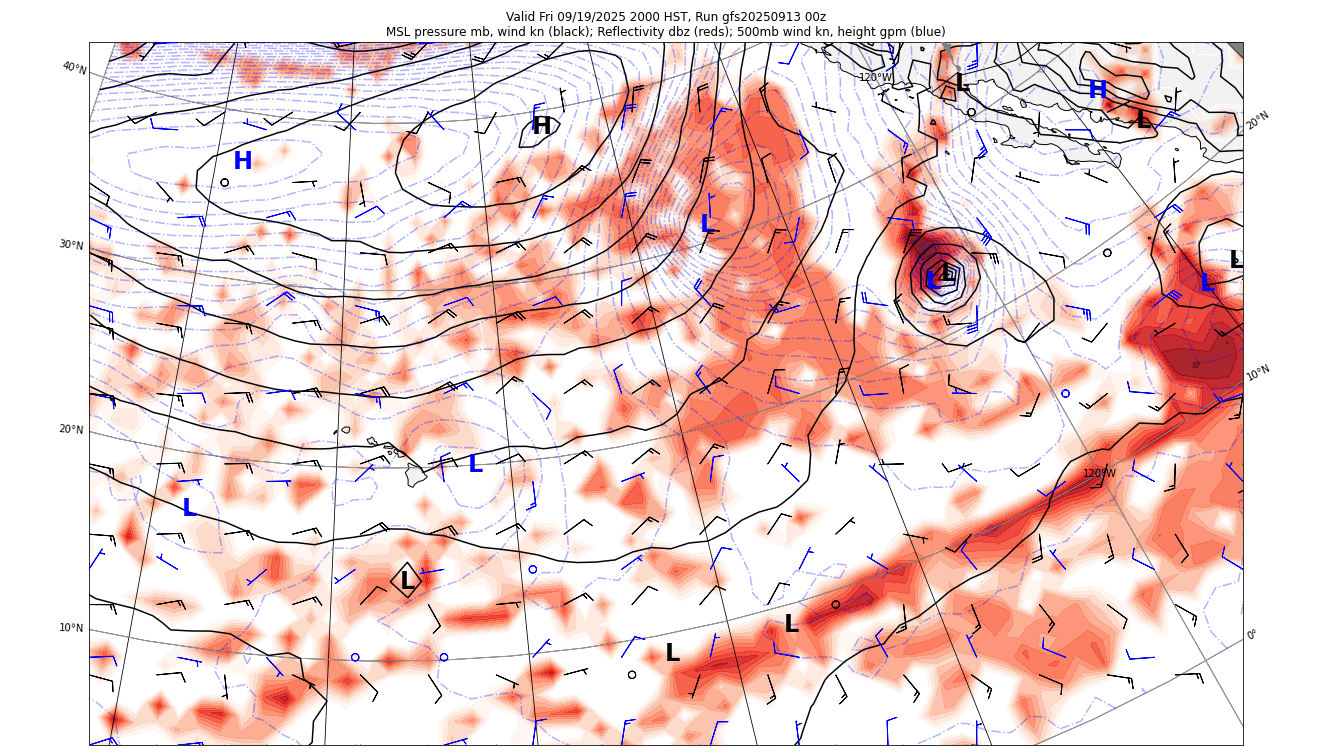 Valid Fri 09/19/2025 2000 HST, Run gfs20250913 00z
MSL pressure mb, wind kn (black); Reflectivity dbz (reds); 500mb wind kn, height gpm (blue)
40°N
120°W
L
H
L
20°N
H
H
30°N
L
L
L
L
L
10°N
20°N
L
120°W
L
L
10°N
L
L
0°